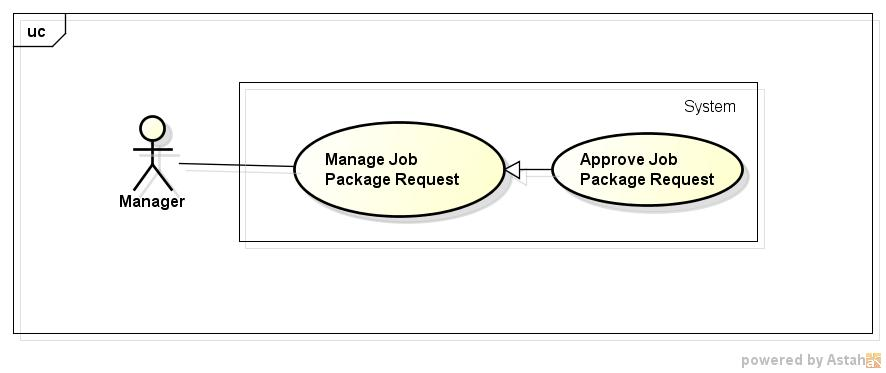 uc
System
Manage Job
Package Request
Approve Job
Package Request
Manager
powered by Astah